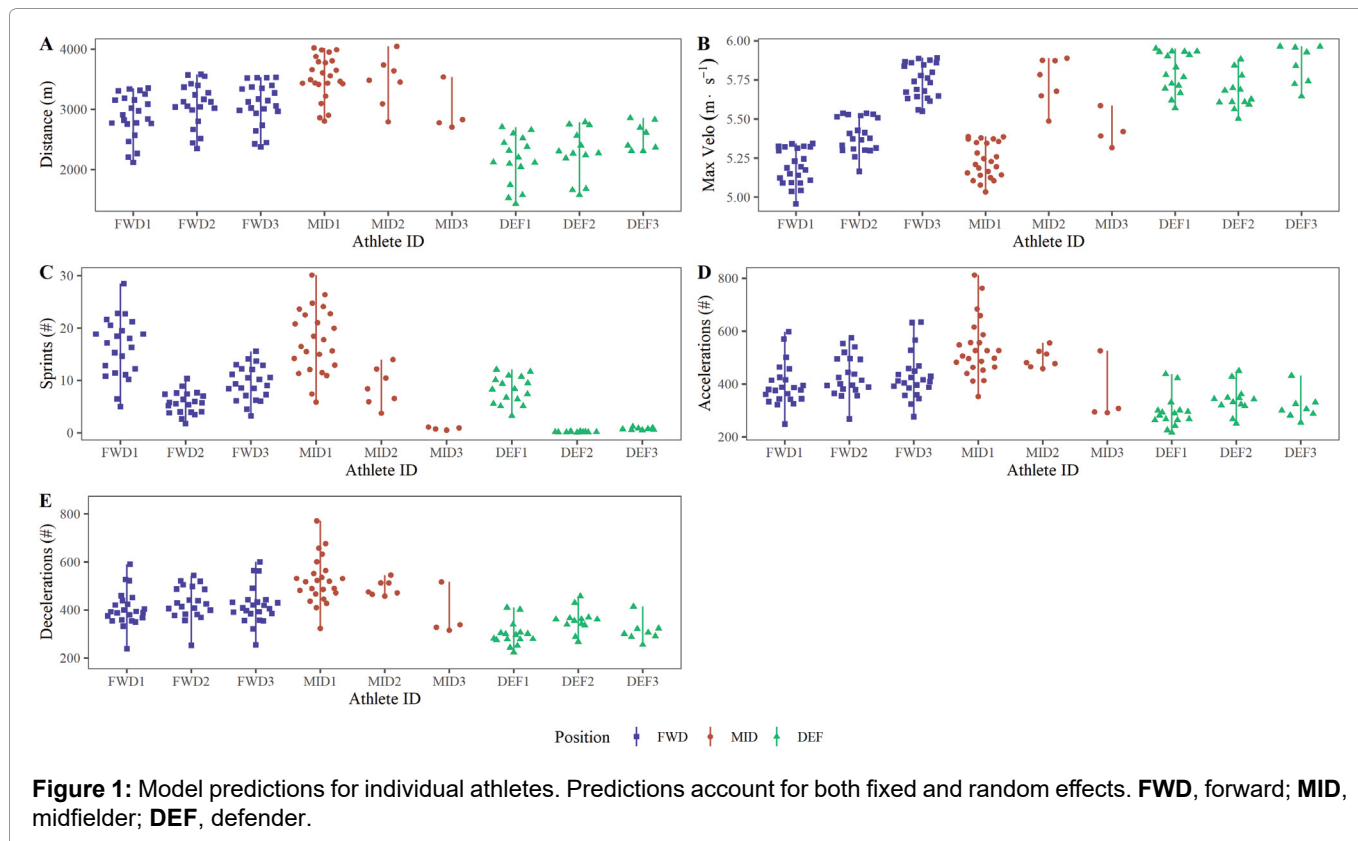 A
Distance (m)
4000
3000
2000
FWD1 FWD2 FWD3 MID1 MID2 MID3 DEF1 DEF2 DEF3
Athlete ID
B
Max Velo (m· s⁻¹)
6.00
5.75
5.50
5.25
5.00
FWD1 FWD2 FWD3 MID1 MID2 MID3 DEF1 DEF2 DEF3
Athlete ID
C
Sprints (#)
30
20
10
0
FWD1 FWD2 FWD3 MID1 MID2 MID3 DEF1 DEF2 DEF3
Athlete ID
D
Accelerations (#)
800
600
400
200
FWD1 FWD2 FWD3 MID1 MID2 MID3 DEF1 DEF2 DEF3
Athlete ID
E
Decelerations (#)
800
600
400
200
FWD1 FWD2 FWD3 MID1 MID2 MID3 DEF1 DEF2 DEF3
Athlete ID
Position FWD MID DEF
Figure 1: Model predictions for individual athletes. Predictions account for both fixed and random effects. FWD, forward; MID,
midfielder; DEF, defender.